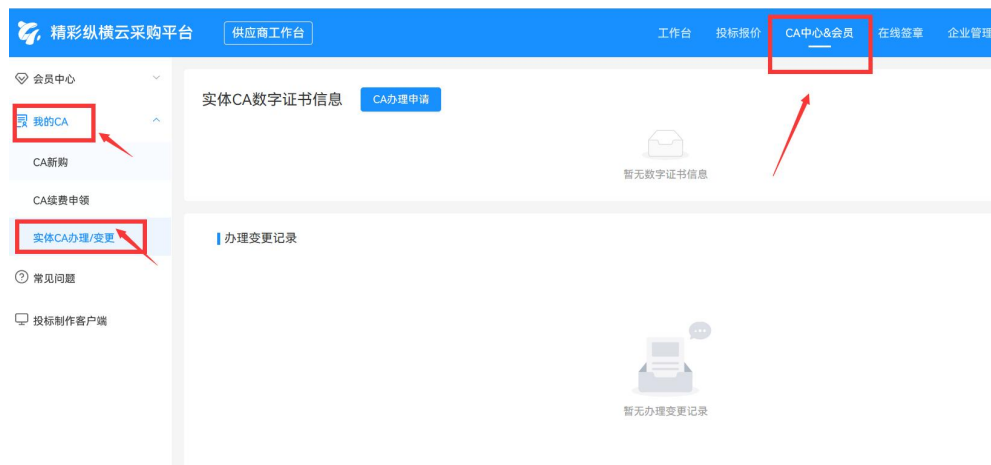 精彩纵横云采购平台 供应商工作台 工作台 投标报价 CA中心&会员 在线签章 企业管理
会员中心
我的CA
CA新购
CA续费申领
实体CA办理/变更
常见问题
投标制作客户端
实体CA数字证书信息 CA办理申请
暂无数字证书信息
办理变更记录
暂无办理变更记录